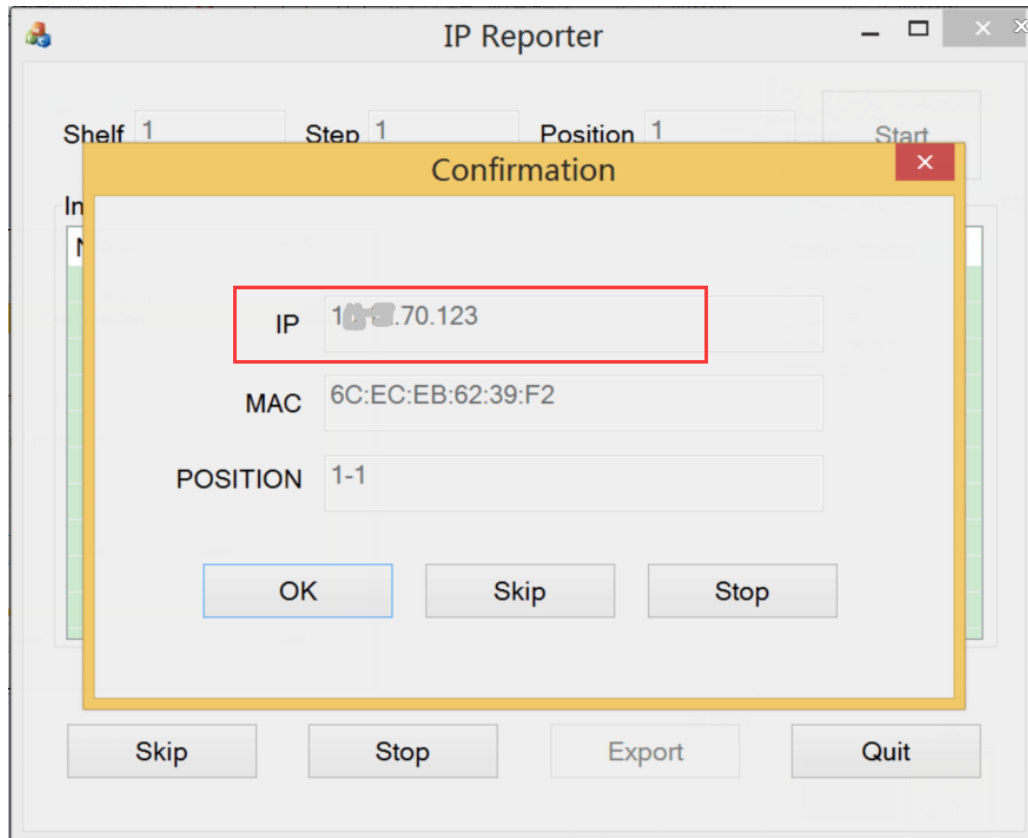 IP Reporter
Shelf 1 Step 1 Position 1 Start
Confirmation
IP .70.123
MAC 6C:EC:EB:62:39:F2
POSITION 1-1
OK Skip Stop
Skip Stop Export Quit